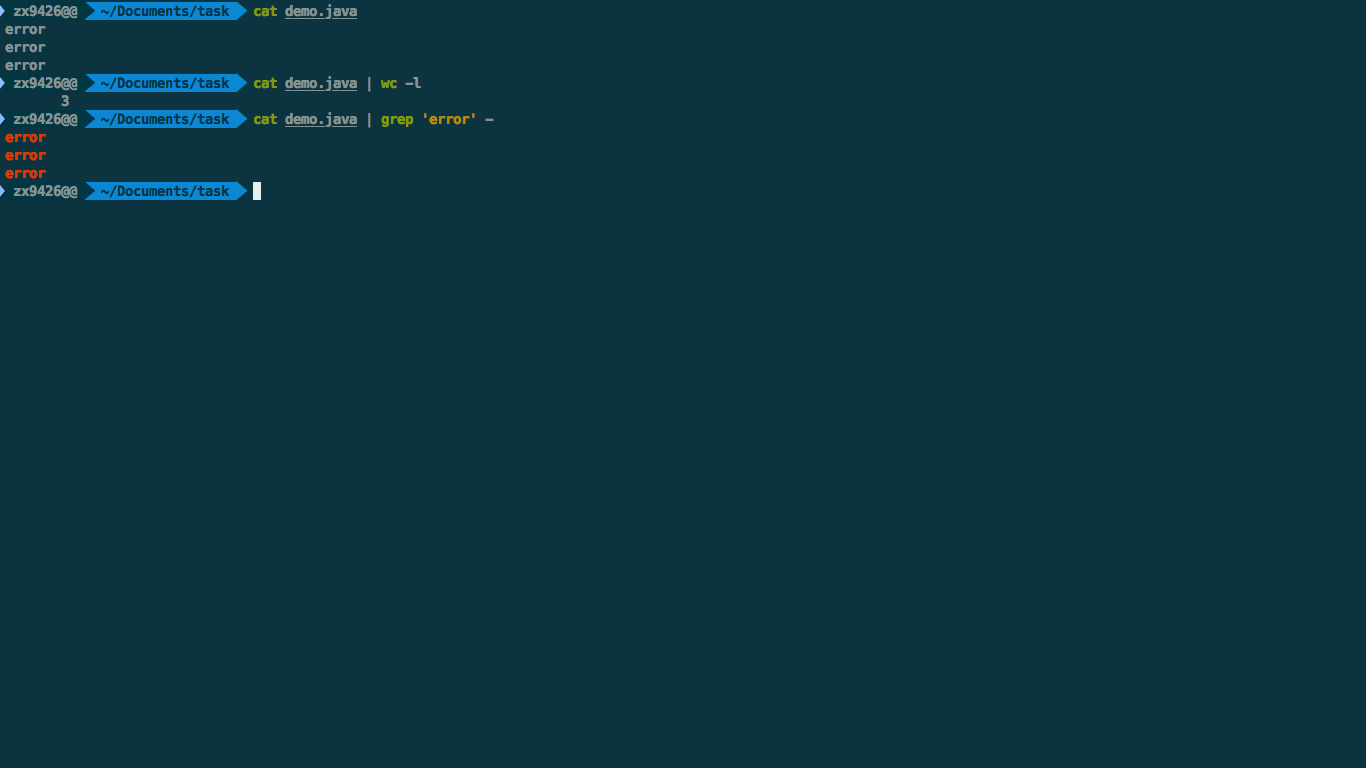 zx9426@@ ~/Documents/task cat demo.java
error
error
error
zx9426@@ ~/Documents/task cat demo.java | wc -l
3
zx9426@@ ~/Documents/task cat demo.java | grep 'error' -
error
error
error
zx9426@@ ~/Documents/task